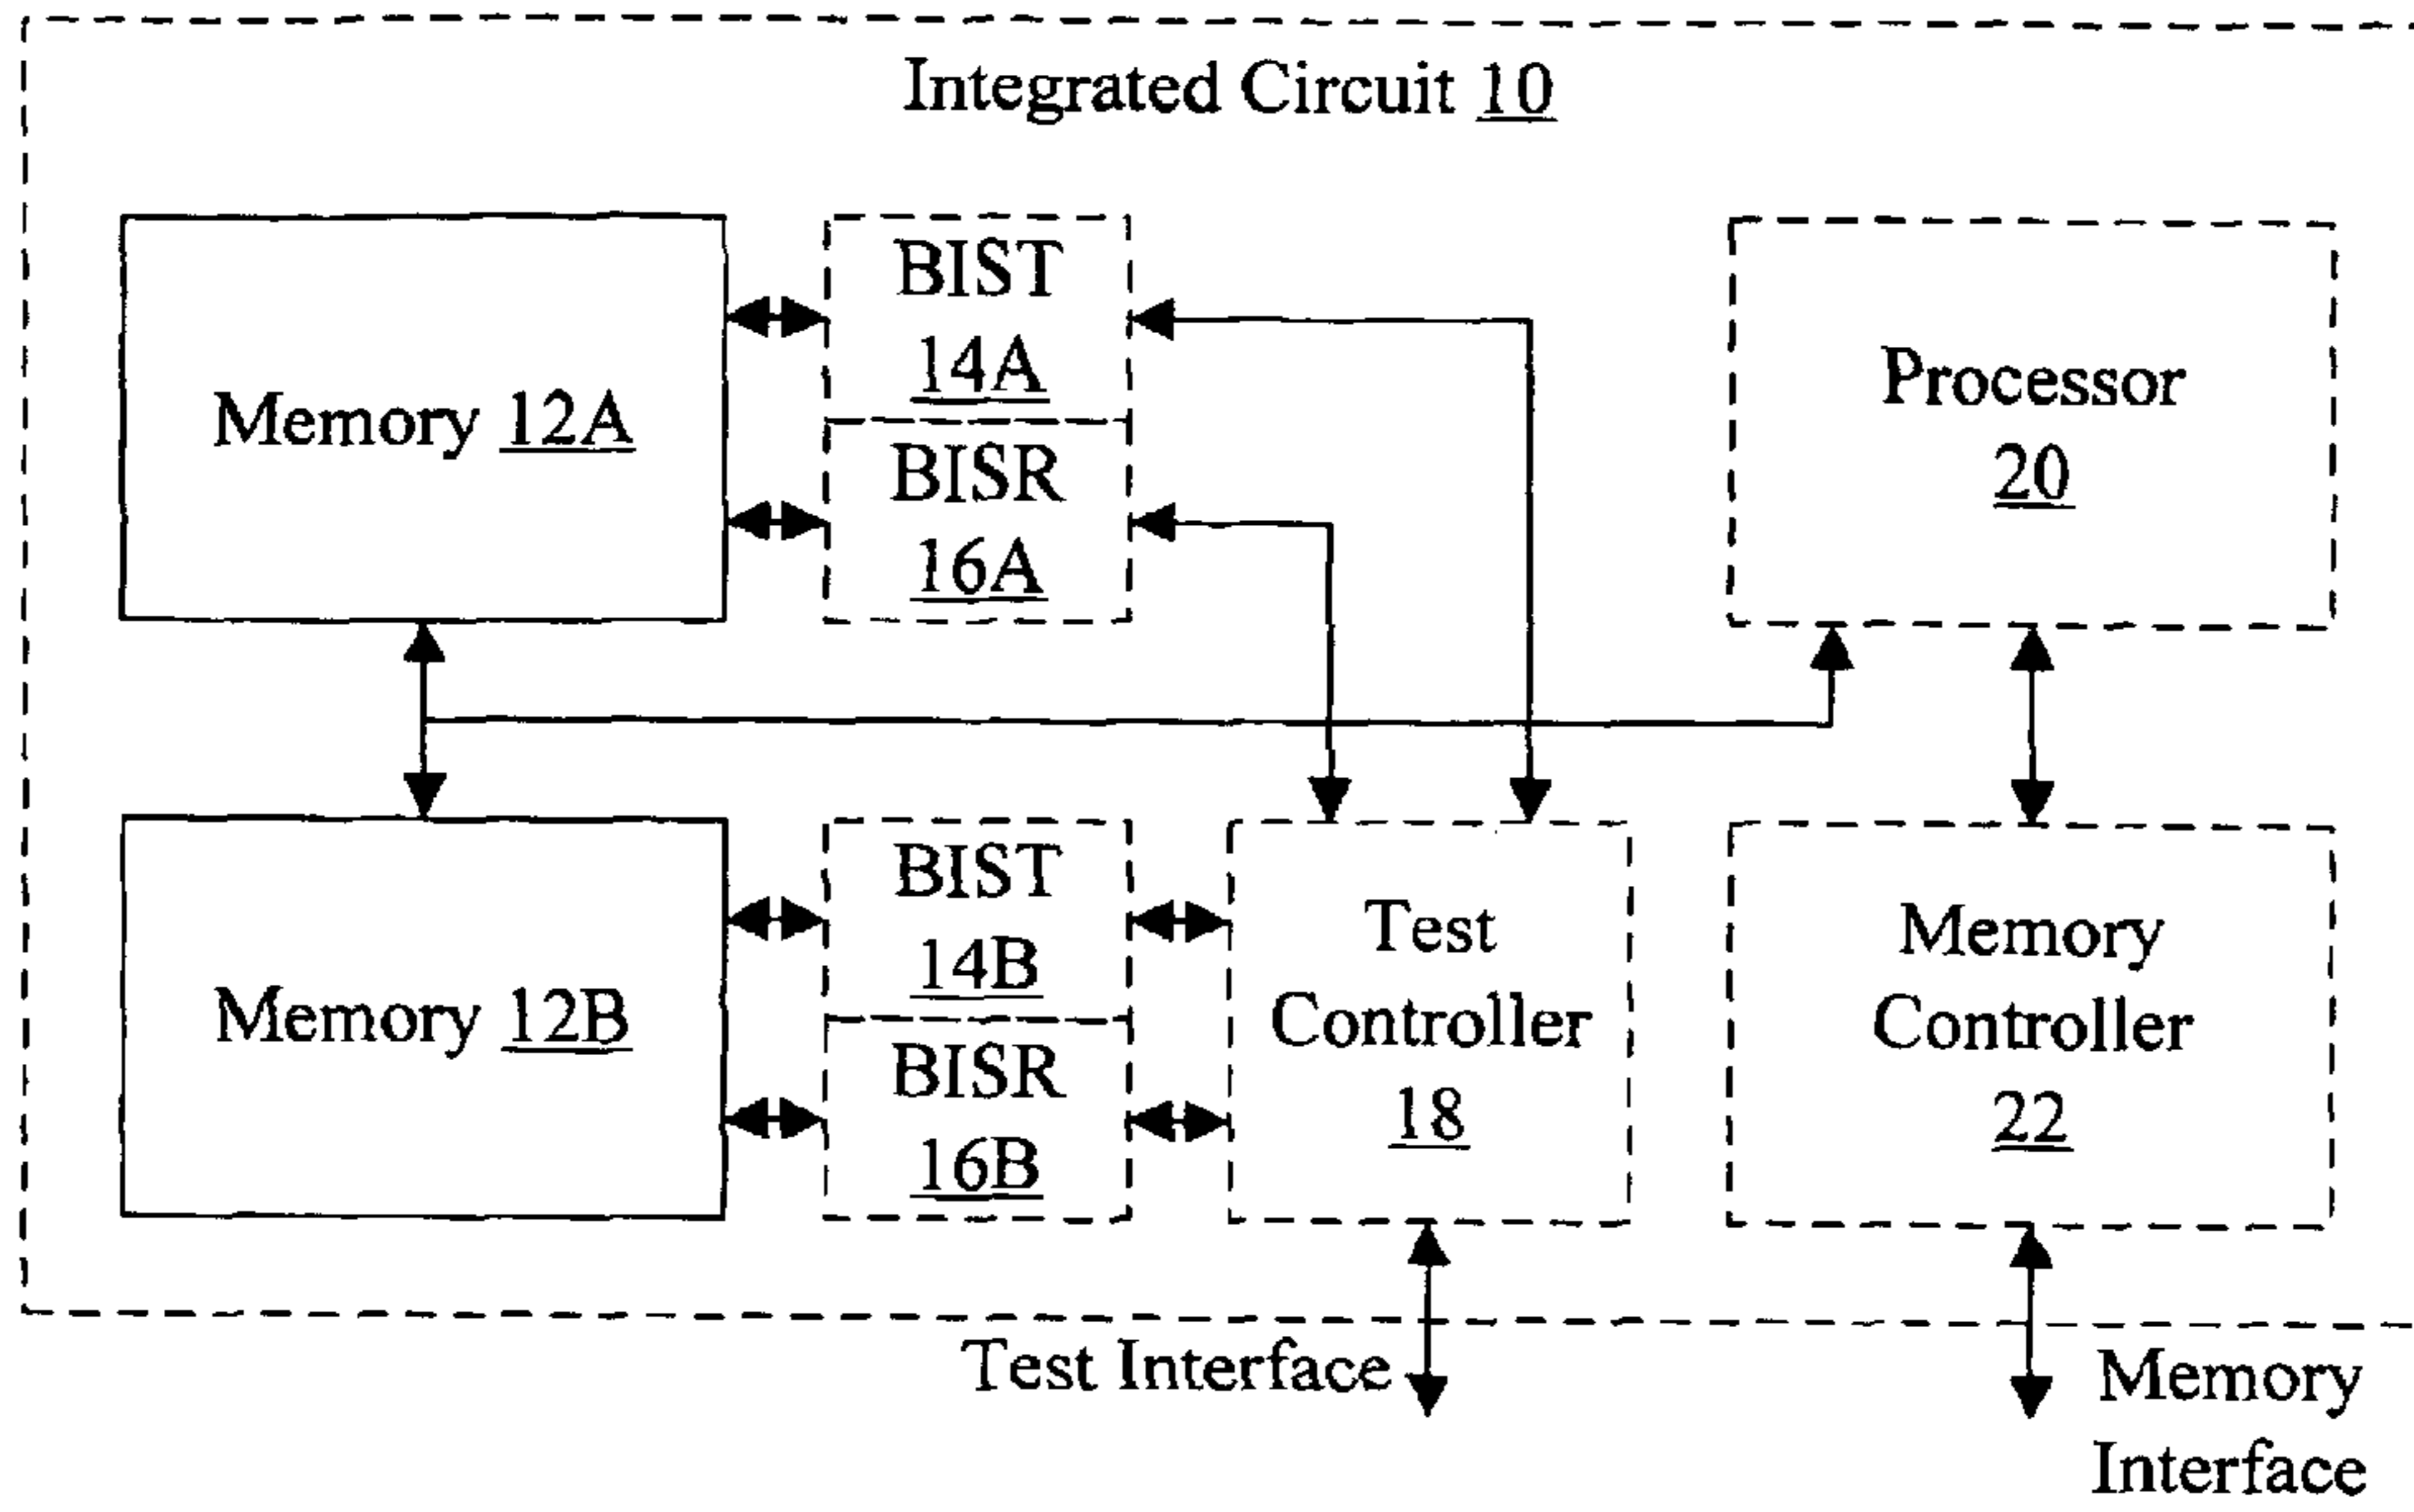 Integrated Circuit 10
Memory 12A
BIST
14A
BISR
16A
Processor
20
Memory 12B
BIST
14B
BISR
16B
Test
Controller
18
Memory
Controller
22
Test Interface
Memory
Interface